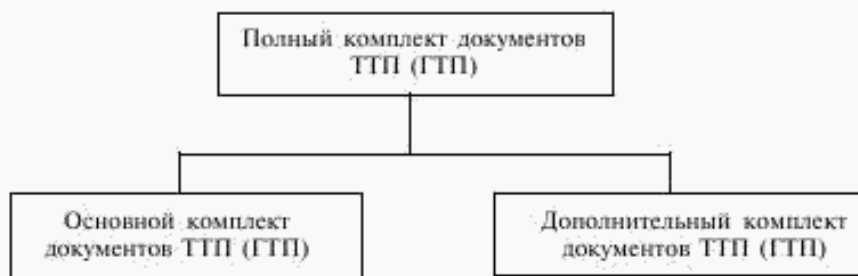 Полный комплект документов
ТТП (ГТП)
Основной комплект
документов ТТП (ГТП)
Дополнительный комплект
документов ТТП (ГТП)